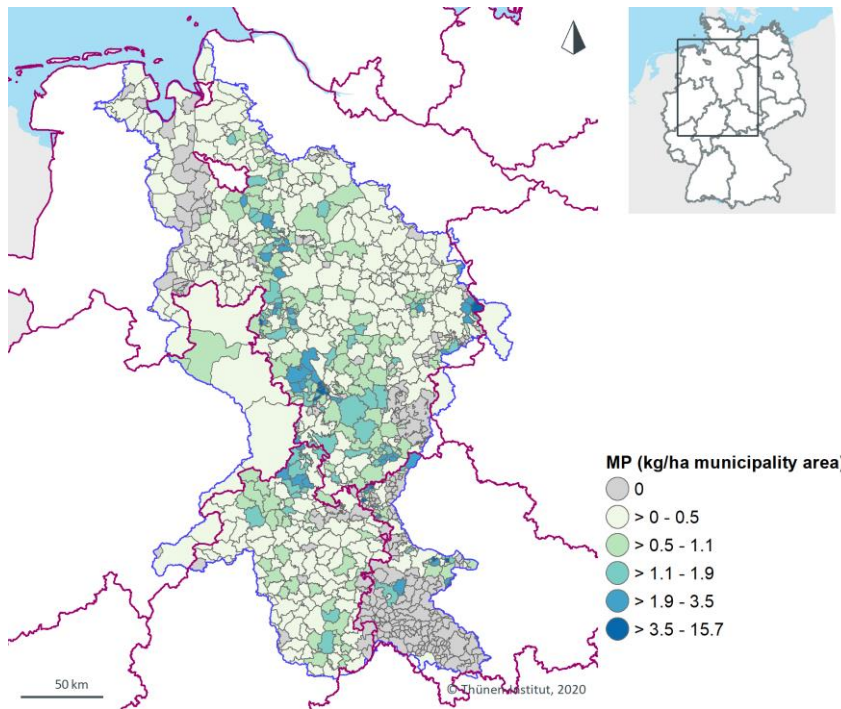 MP (kg/ha municipality area)
0
> 0 - 0.5
> 0.5 - 1.1
> 1.1 - 1.9
> 1.9 - 3.5
> 3.5 - 15.7
50 km
© Thünen Institut, 2020